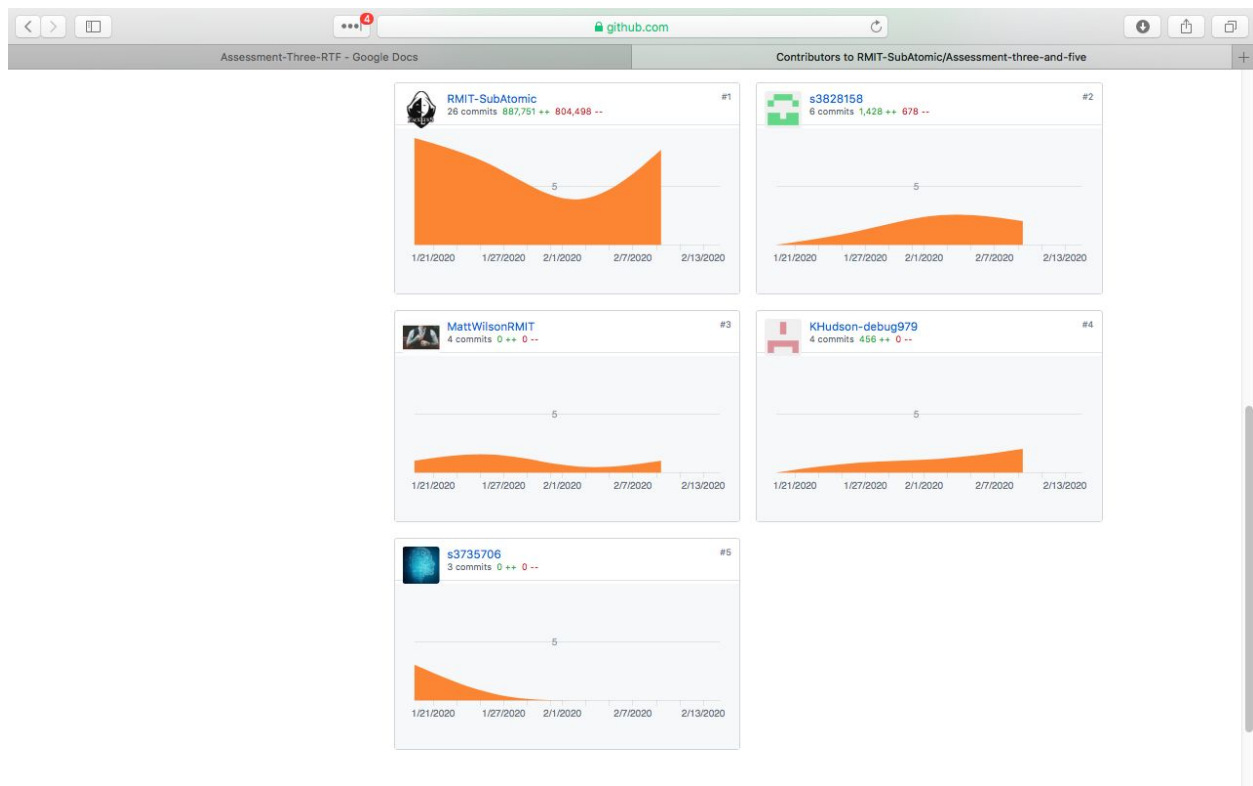 4
github.com
Assessment-Three-RTF - Google Docs
Contributors to RMIT-SubAtomic/Assessment-three-and-five
RMIT-SubAtomic
#1
26 commits 887,751 ++ 804,498 --
5
1/21/2020 1/27/2020 2/1/2020 2/7/2020 2/13/2020
s3828158
#2
6 commits 1,428 ++ 678 --
5
1/21/2020 1/27/2020 2/1/2020 2/7/2020 2/13/2020
MattWilsonRMIT
#3
4 commits 0 ++ 0 --
5
1/21/2020 1/27/2020 2/1/2020 2/7/2020 2/13/2020
KHudson-debug979
#4
4 commits 456 ++ 0 --
5
1/21/2020 1/27/2020 2/1/2020 2/7/2020 2/13/2020
s3735706
#5
3 commits 0 ++ 0 --
5
1/21/2020 1/27/2020 2/1/2020 2/7/2020 2/13/2020